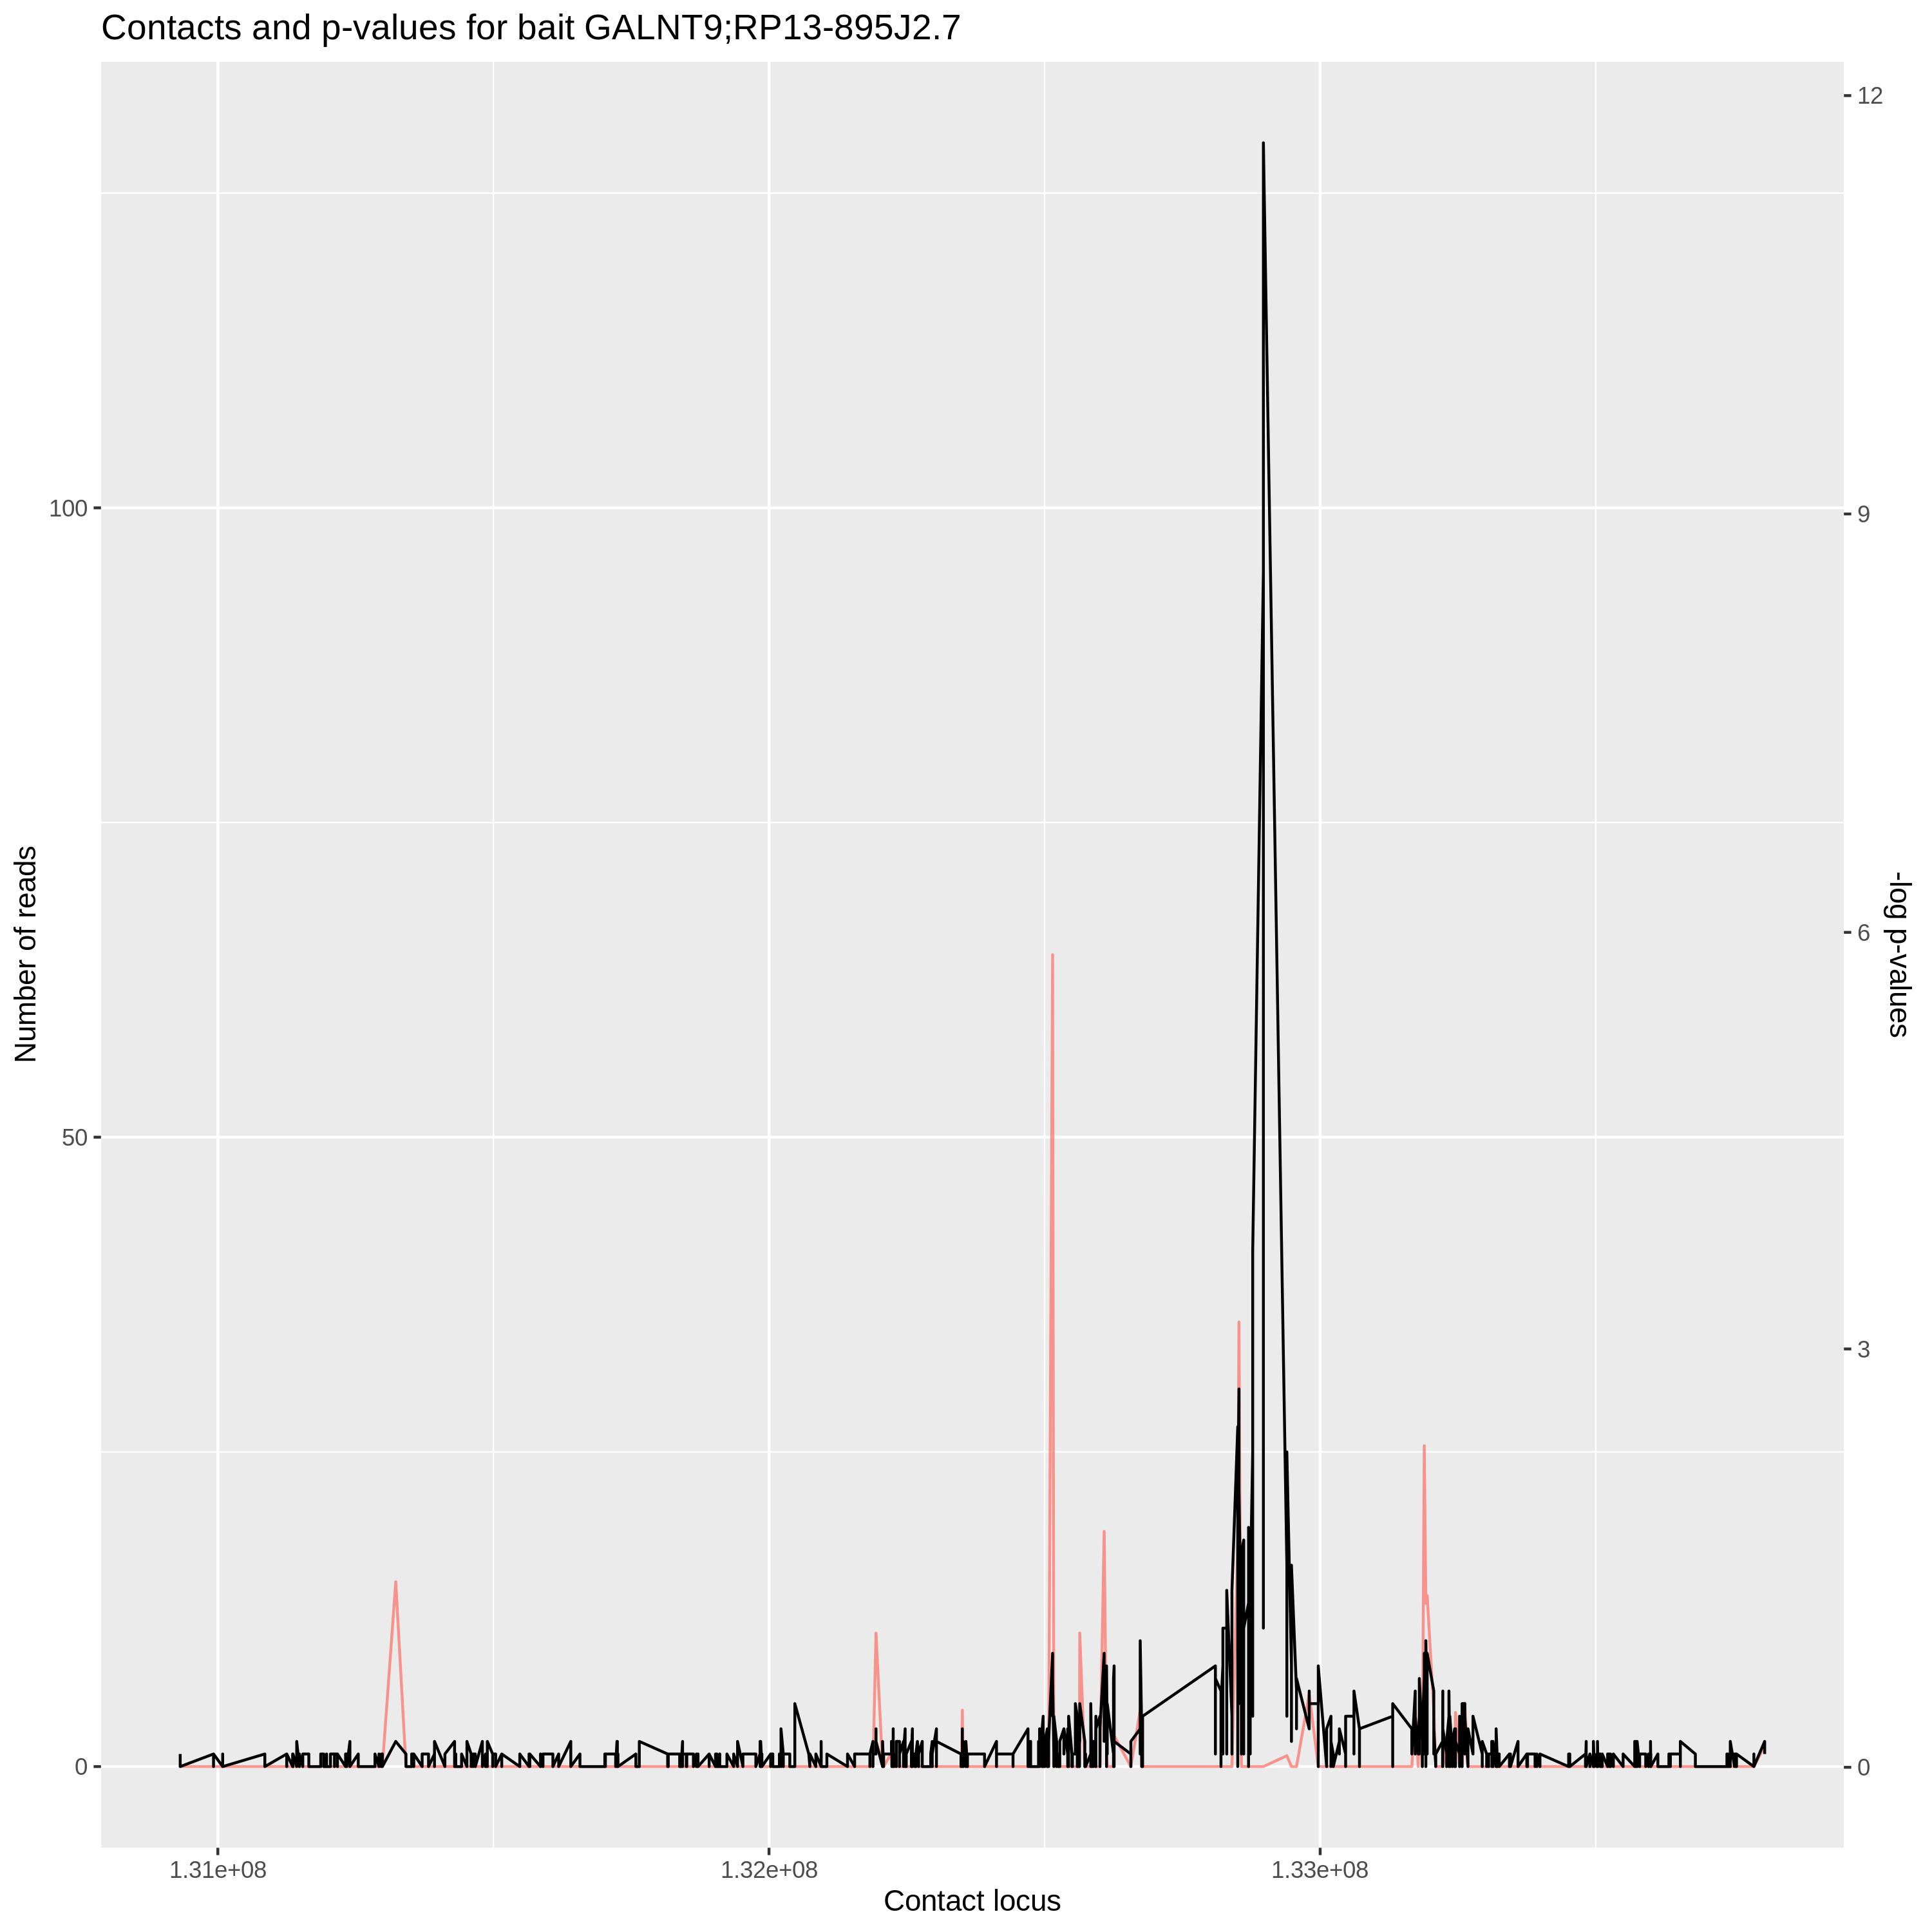 Contacts and p-values for bait GALNT9;RP13-895J2.7
Number of reads
100
50
0
12
9
6
3
0
-log p-values
1.31e+08
1.32e+08
1.33e+08
Contact locus